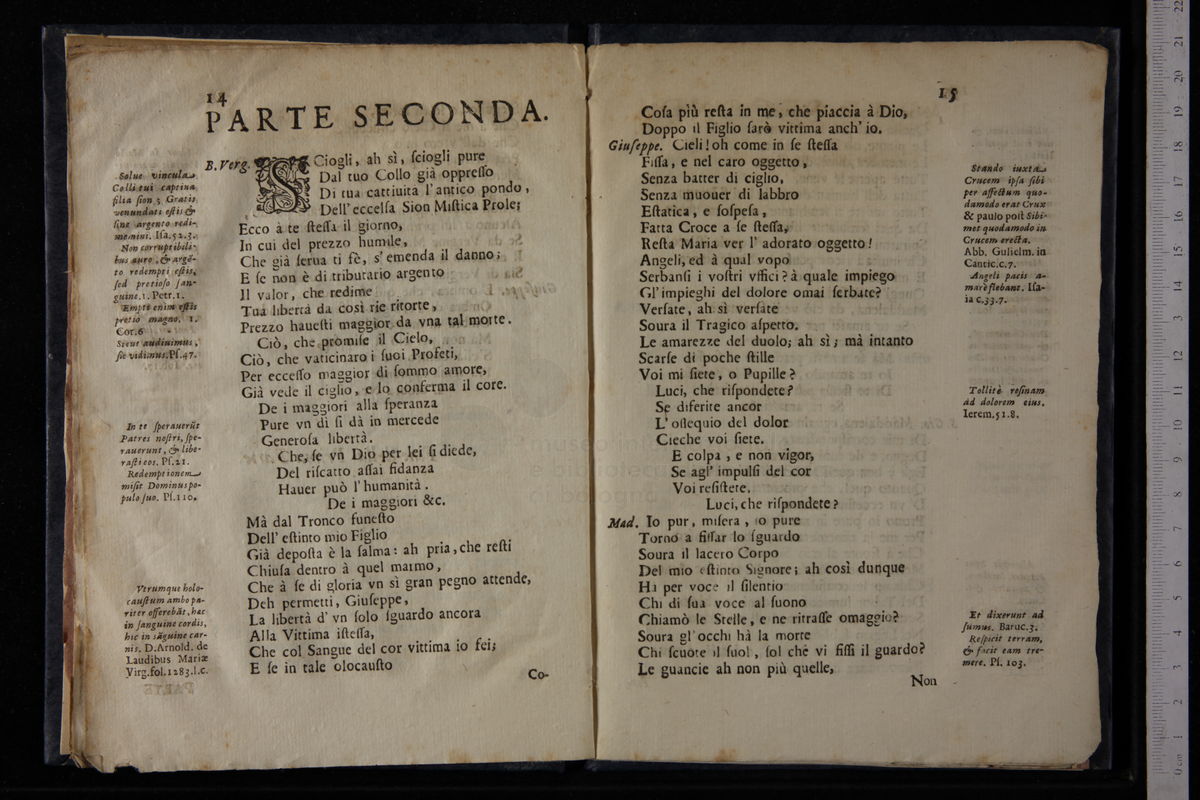 14
PARTE SECONDA.
B. Verg. Sciogli, ah sì, ſciogli pure
Dal tuo Collo già oppreſſo
Di tua cattiuita l'antico pondo,
Dell'eccelſa Sion Miſtica Prole;
Ecco à te ſteſſa il giorno,
In cui del prezzo humile,
Che già ſerua ti fè, s'emenda il danno;
E ſe non è di tributario argento
Il valor, che redime
Tua libertà da così rie ritorte,
Prezzo haueſti maggior da vna tal morte.
Ciò, che promiſe il Cielo,
Ciò, che vaticinaro i ſuoi Profeti,
Per ecceſſo maggior di ſommo amore,
Già vede il ciglio, e lo conferma il core.
De i maggiori alla ſperanza
Pure vn dì ſi dà in mercede
Generoſa libertà.
Che, ſe vn Dio per lei ſi diede,
Del riſcatto aſſai fidanza
Hauer può l'humanità.
De i maggiori &c.
Mà dal Tronco funeſto
Dell'eſtinto mio Figlio
Già depoſta è la ſalma: ah pria, che reſti
Chiuſa dentro à quel marmo,
Che à ſe di gloria vn sì gran pegno attende,
Deh permetti, Giuſeppe,
La libertà d'vn ſolo ſguardo ancora
Alla Vittima iſteſſa,
Che col Sangue del cor vittima io fei;
E ſe in tale olocauſto
Co-
Solue vincula
Colli tui captiua
filia ſion; Gratis
venundati eſtis &
ſine argento redi-
memini. Iſa. 52. 3.
Non corruptibili-
bus auro, & argẽ-
to redempti eſtis,
ſed pretioſo ſan-
guine. 1. Petr. 1.
Empti enim eſtis
pretio magno. 1.
Cor. 6
Sicut audiuimus,
ſic vidimus. Pſ. 47.
In te ſperauerũt
Patres noſtri, ſpe-
rauerunt, & libe-
raſti eos. Pſ. 21.
Redemptionem
miſit Dominus po-
pulo ſuo. Pſ. 110.
Vtrumque holo-
cauſtum ambo pa-
riter offerebãt, hæc
in ſanguine cordis,
hic in sãguine car-
nis. D. Arnold. de
Laudibus Mariæ
Virg. fol. 1283. l. c.
15
Coſa più reſta in me, che piaccia à Dio,
Doppo il Figlio ſarò vittima anch'io.
Giuſeppe. Cieli! oh come in ſe ſteſſa
Fiſſa, e nel caro oggetto,
Senza batter di ciglio,
Senza muouer di labbro
Eſtatica, e ſoſpeſa,
Fatta Croce a ſe ſteſſa,
Reſta Maria ver l'adorato oggetto!
Angeli, ed à qual vopo
Serbanſi i voſtri vffici? à quale impiego
Gl'impieghi del dolore omai ſerbate?
Verſate, ah sì verſate
Soura il Tragico aſpetto.
Le amarezze del duolo; ah sì; mà intanto
Scarſe di poche ſtille
Voi mi ſiete, o Pupille?
Luci, che riſpondete?
Se diferite ancor
L'oſſequio del dolor
Cieche voi ſiete.
E colpa, e non vigor,
Se agl'impulſi del cor
Voi reſiſtete.
Luci, che riſpondete?
Mad. Io pur, miſera, io pure
Torno a fiſſar lo ſguardo
Soura il lacero Corpo
Del mio eſtinto Signore; ah così dunque
Hà per voce il ſilentio
Chi di ſua voce al ſuono
Chiamò le Stelle, e ne ritraſſe omaggio?
Soura gl'occhi hà la morte
Chi ſcuote il ſuol, ſol chè vi fiſſi il guardo?
Le guancie ah non più quelle,
Non
Stando iuxta
Crucem ipſa ſibi
per affectum quo-
damodo erat Crux
& paulo poſt Sibi-
met quodamodo in
Crucem erecta.
Abb. Gulielm. in
Cantic. c. 7.
Angeli pacis a-
marè flebant. Iſa-
ia c. 33. 7.
Tollitè reſinam
ad dolorem eius.
Ierem. 51. 8.
Et dixerunt ad
ſumus. Baruc. 3.
Reſpicit terram,
& facit eam tre-
mere. Pſ. 103.